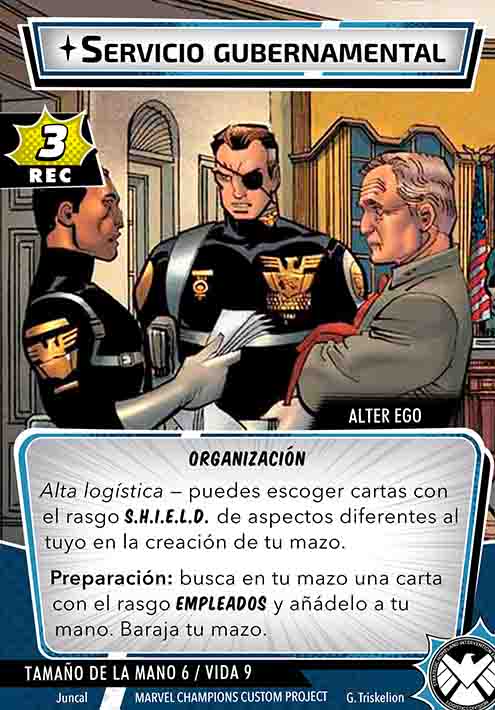 SERVICIO GUBERNAMENTAL
3
REC
3
ALTER EGO
ORGANIZACIÓN
Alta logística – puedes escoger cartas con
el rasgo S.H.I.E.L.D. de aspectos diferentes al
tuyo en la creación de tu mazo.
Preparación: busca en tu mazo una carta
con el rasgo EMPLEADOS y añádelo a tu
mano. Baraja tu mazo.
TAMAÑO DE LA MANO 6 / VIDA 9
Juncal MARVEL CHAMPIONS CUSTOM PROJECT G. Triskelion